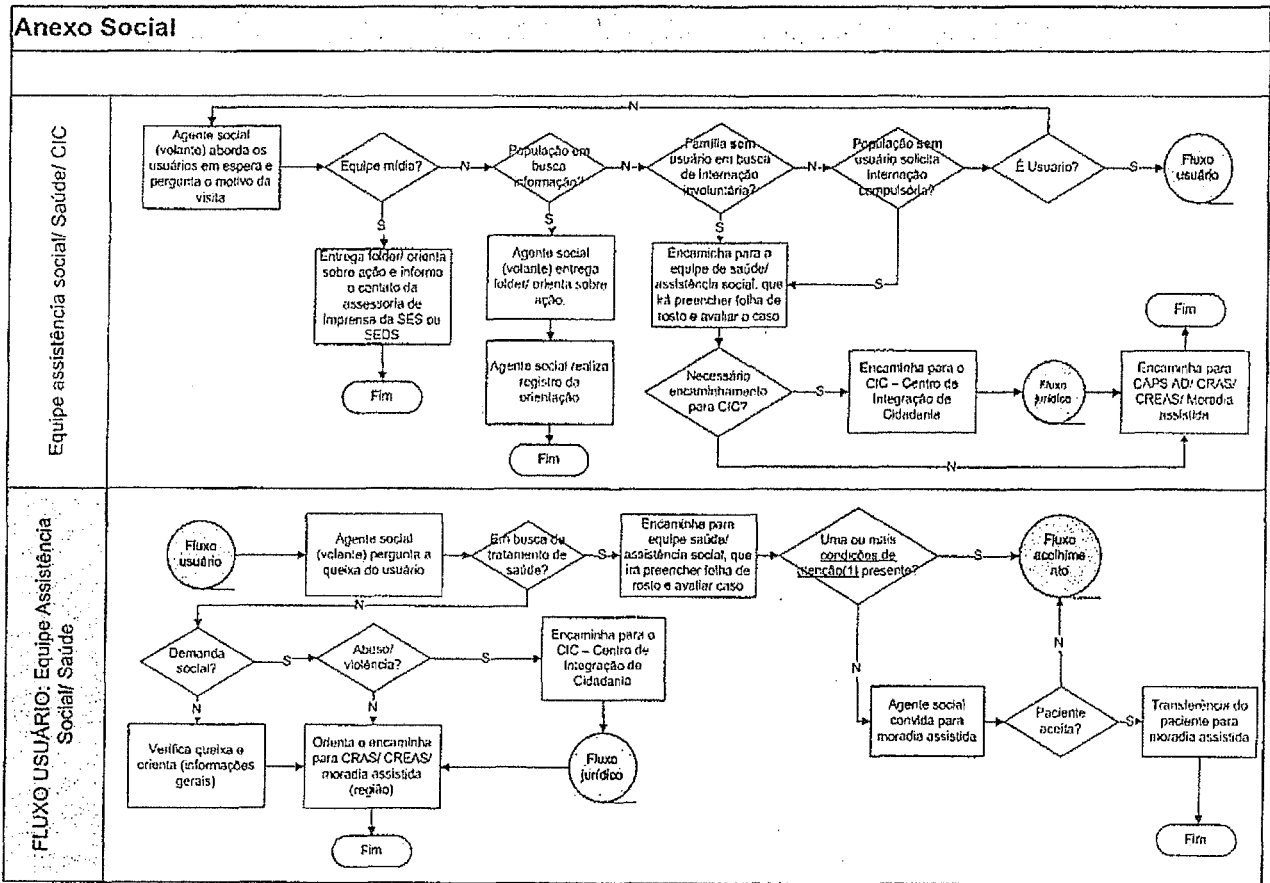 Anexo Social
Equipe assistência social/ Saúde/ CIC
Agente social
(volante) aborda os
usuários em espera e
pergunta o motivo da
visita
Equipe mídia?
N
População em
busca
informação?
N
Família sem
usuário em busca
de Internação
involuntária?
N
População sem
usuário solicita
Internação
compulsória?
N
É Usuario?
S
Fluxo
usuário
S
Entrega folder/ orienta
sobre ação e informa
o contato da
assessoria de
Imprensa da SES ou
SEDS
Fim
S
Agente social
(volante) entrega
folder/ orienta sobre
ação.
Agente social realiza
registro da
orientação
Fim
S
Encaminha para a
equipe de saúde/
assistência social, que
irá preencher folha de
rosto e avaliar o caso
S
Necessário
encaminhamento
para CIC?
S
Encaminha para o
CIC – Centro de
Integração de
Cidadania
Fluxo
jurídico
Encaminha para
CAPS AD/ CRAS/
CREAS/ Moradia
assistida
Fim
N
FLUXO USUÁRIO: Equipe Assistência
Social/ Saúde
Fluxo
usuário
Agente social
(volante) pergunta a
queixa do usuário
Em busca de
tratamento de
saúde?
S
Encaminha para
equipe saúde/
assistência social, que
irá preencher folha de
rosto e avaliar caso
Uma ou mais
condições de
atenção(1) presente?
S
Fluxo
acolhime
nto
N
Demanda
social?
S
Abuso/
violência?
S
Encaminha para o
CIC – Centro de
Integração de
Cidadania
N
N
Verifica queixa e
orienta (informações
gerais)
Orienta e encaminha
para CRAS/ CREAS/
moradia assistida
(região)
Fluxo
jurídico
Fim
N
Agente social
convida para
moradia assistida
Paciente
aceita?
N
S
Transferência do
paciente para
moradia assistida
Fim